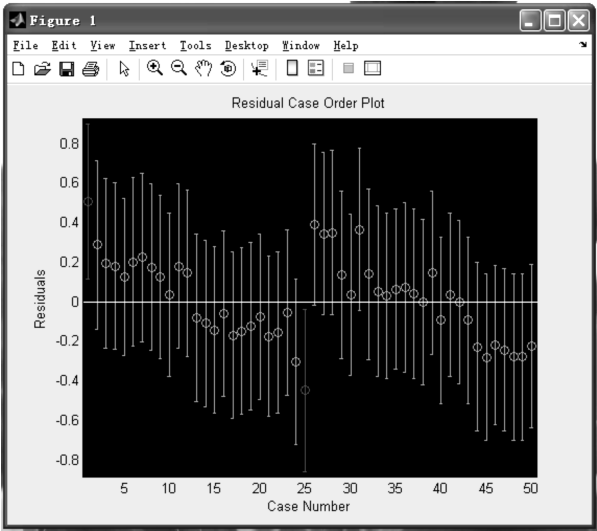 Figure 1
File Edit View Insert Tools Desktop Window Help
Residual Case Order Plot
0.8
0.6
0.4
0.2
0
-0.2
-0.4
-0.6
-0.8
Residuals
5 10 15 20 25 30 35 40 45 50
Case Number